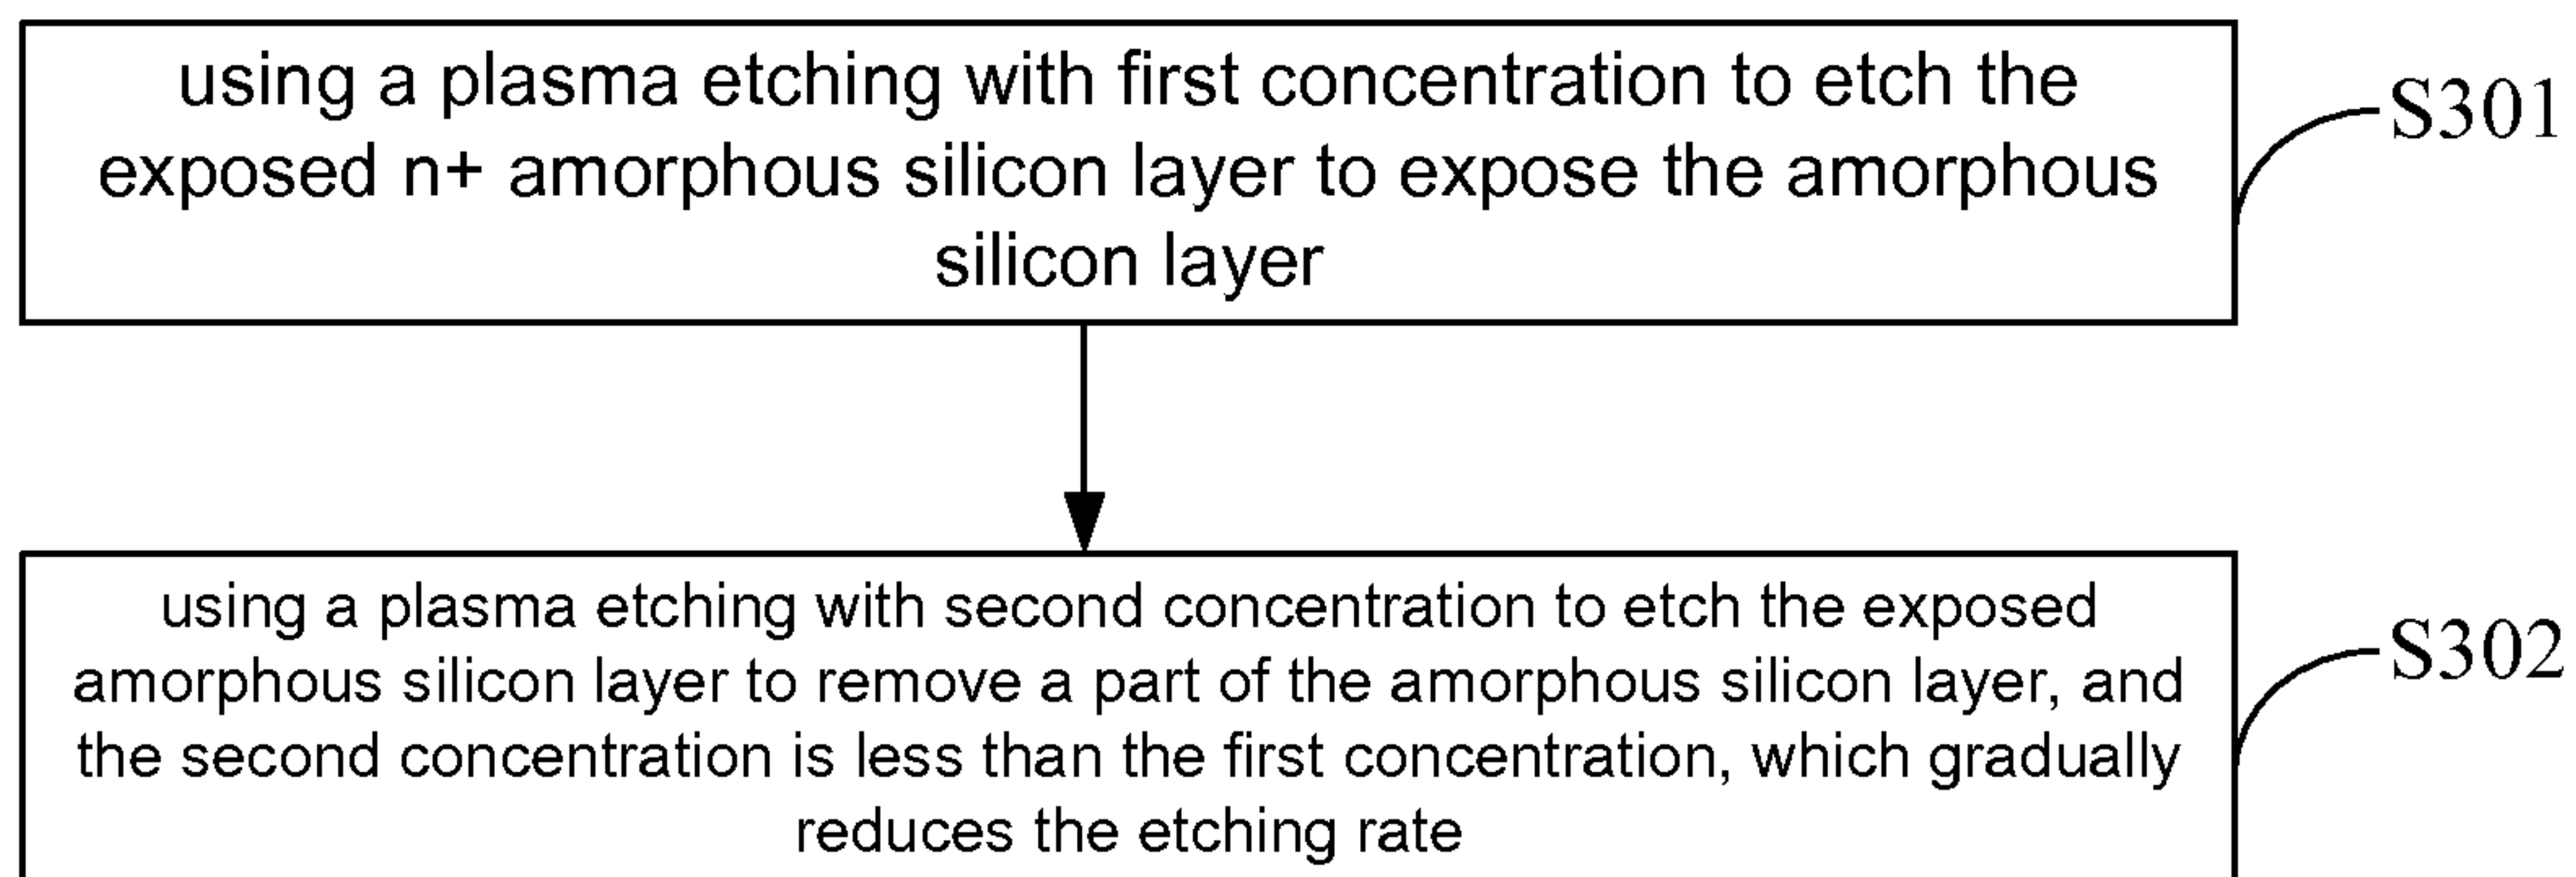 using a plasma etching with first concentration to etch the
exposed n+ amorphous silicon layer to expose the amorphous
silicon layer
S301
using a plasma etching with second concentration to etch the exposed
amorphous silicon layer to remove a part of the amorphous silicon layer, and
the second concentration is less than the first concentration, which gradually
reduces the etching rate
S302